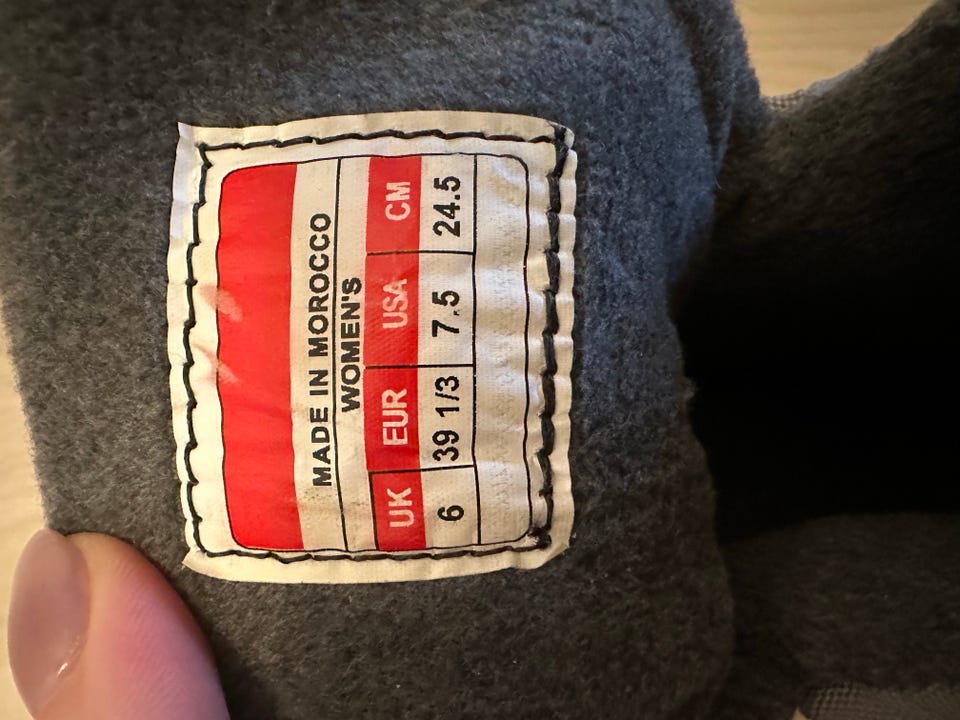 MADE IN MOROCCO
WOMEN'S
UK EUR USA CM
6 39 1/3 7.5 24.5